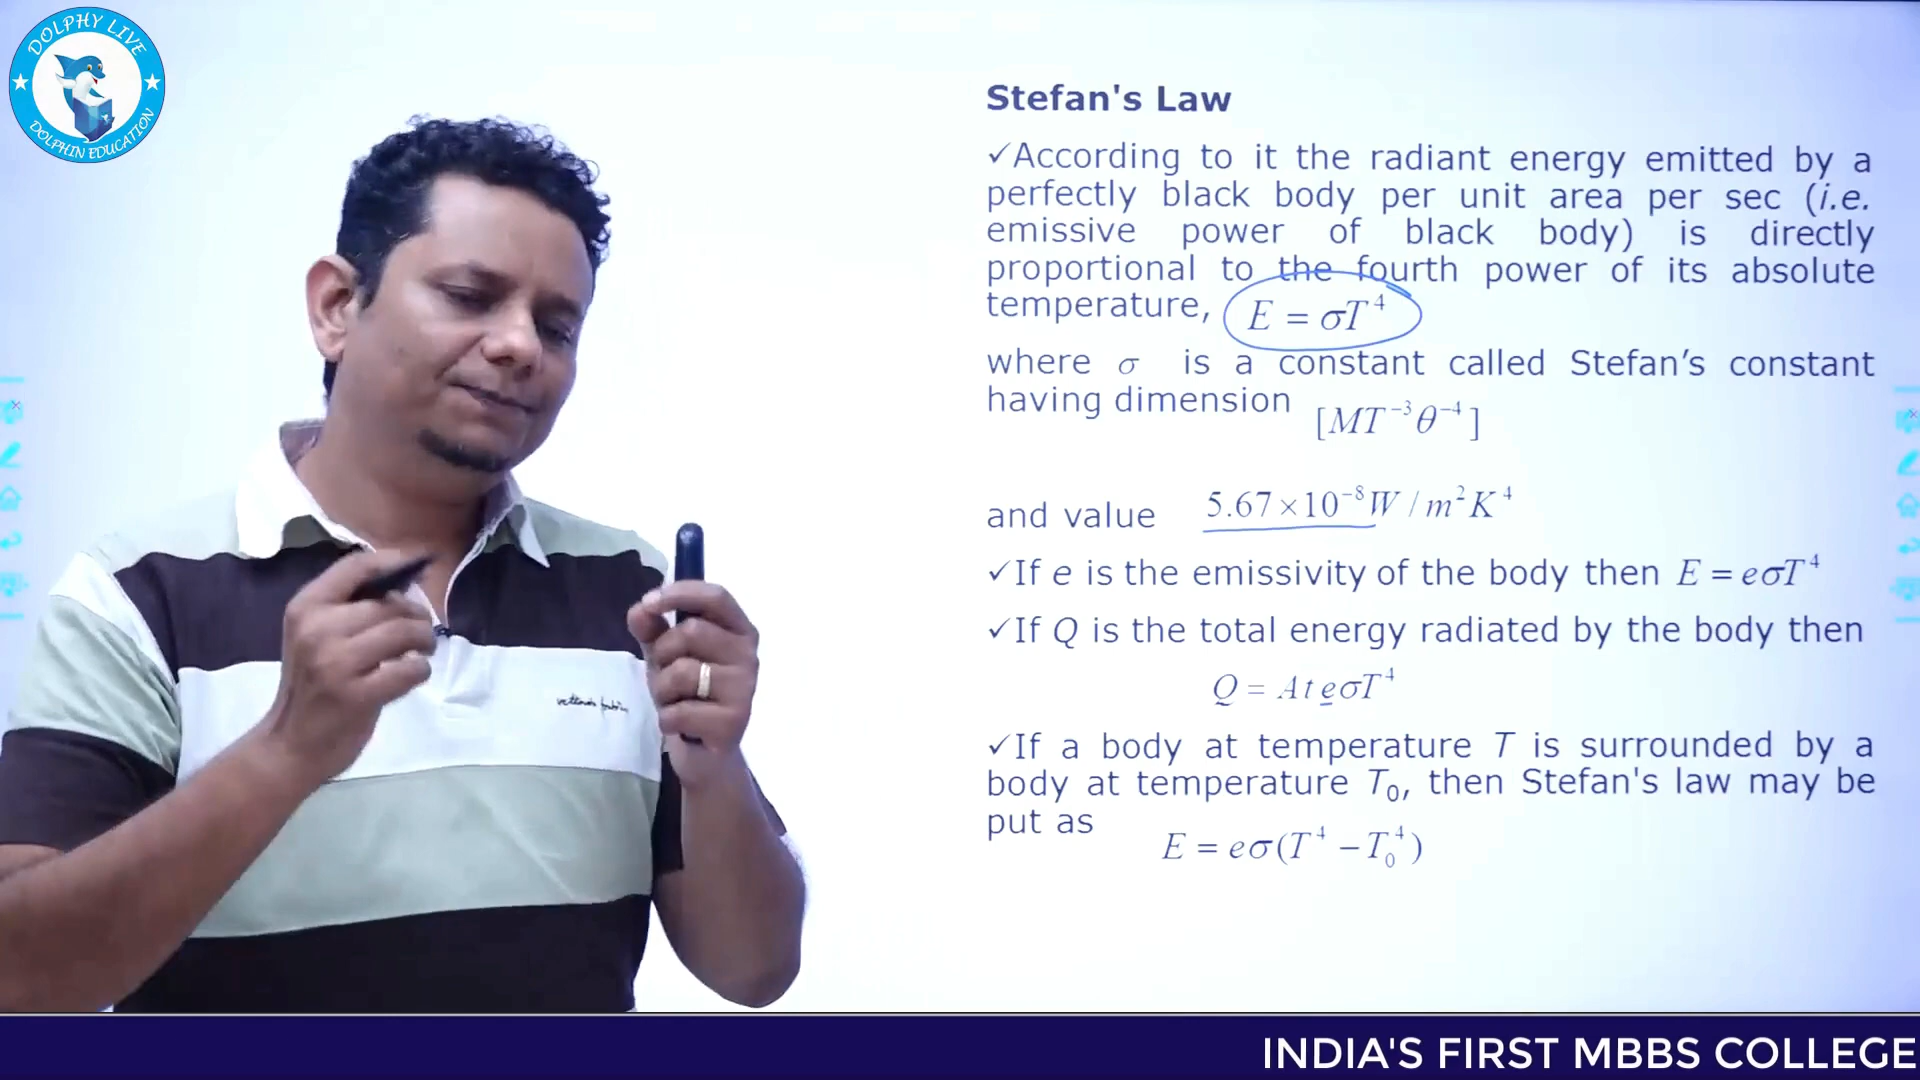 DOLPHY LIVE
DOLPHIN EDUCATION
Stefan's Law
✓According to it the radiant energy emitted by a
perfectly black body per unit area per sec (i.e.
emissive power of black body) is directly
proportional to the fourth power of its absolute
temperature, E = σT⁴
where σ is a constant called Stefan’s constant
having dimension [MT⁻³θ⁻⁴]
and value 5.67×10⁻⁸W/m²K⁴
✓If e is the emissivity of the body then E = eσT⁴
✓If Q is the total energy radiated by the body then
Q = At eσT⁴
✓If a body at temperature T is surrounded by a
body at temperature T₀, then Stefan's law may be
put as E = eσ(T⁴ − T₀⁴)
INDIA'S FIRST MBBS COLLEGE